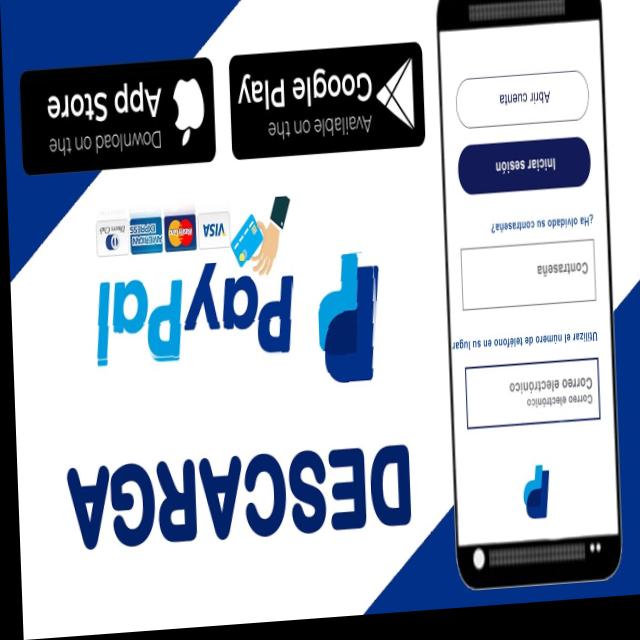 DESCARGA
PayPal
VISA
MasterCard
AMERICAN EXPRESS
Diners Club
Available on the
Google Play
Download on the
App Store
Correo electrónico
Correo electrónico
Utilizar el número de teléfono en su lugar
Contraseña
¿Ha olvidado su contraseña?
Iniciar sesión
Abrir cuenta